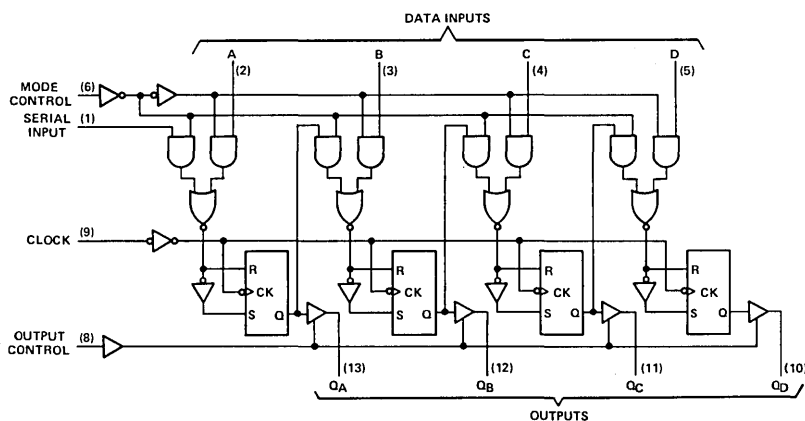 DATA INPUTS
A B C D
(2) (3) (4) (5)
MODE CONTROL (6)
SERIAL INPUT (1)
CLOCK (9)
R R R R
CK CK CK CK
S Q S Q S Q S Q
OUTPUT CONTROL (8)
(13) (12) (11) (10)
QA QB QC QD
OUTPUTS